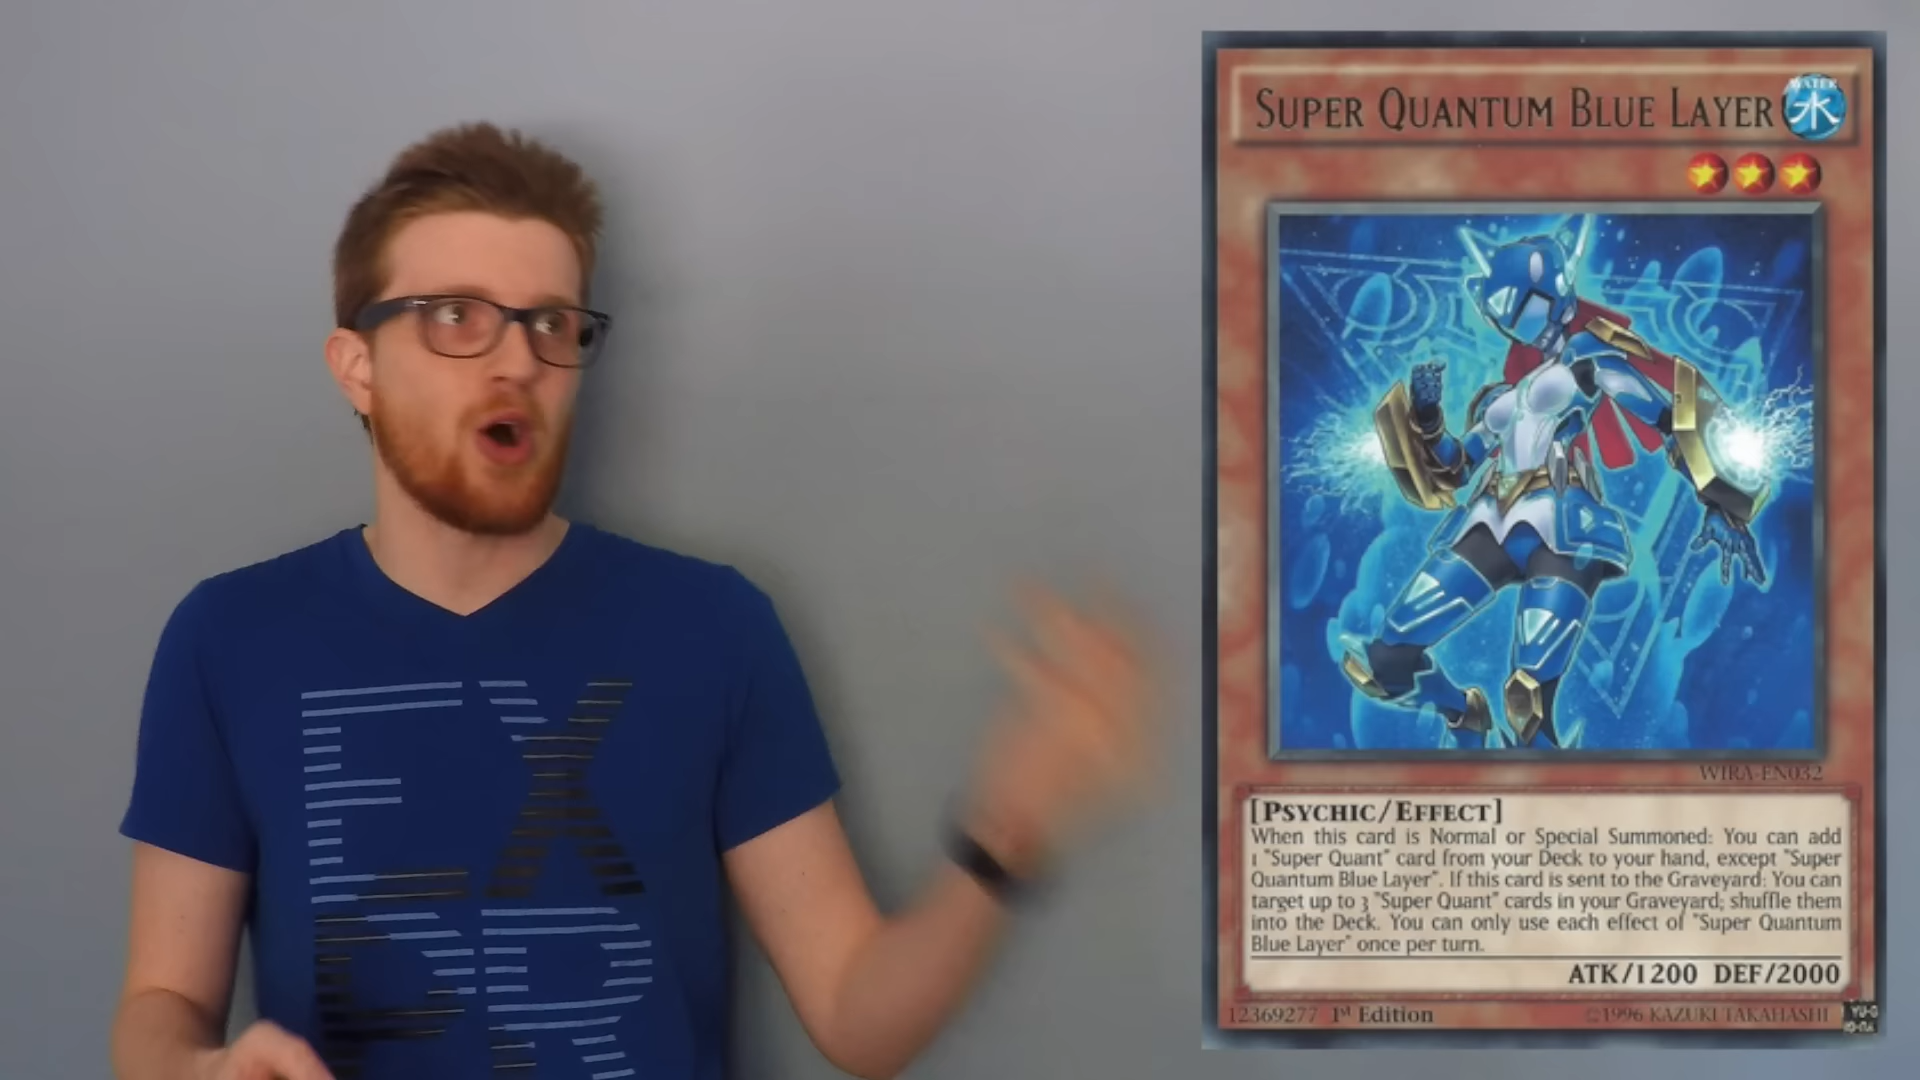 SUPER QUANTUM BLUE LAYER
WATER
水
WIRA-EN032
[PSYCHIC/EFFECT]
When this card is Normal or Special Summoned: You can add
1 "Super Quant" card from your Deck to your hand, except "Super
Quantum Blue Layer". If this card is sent to the Graveyard: You can
target up to 3 "Super Quant" cards in your Graveyard; shuffle them
into the Deck. You can only use each effect of "Super Quantum
Blue Layer" once per turn.
ATK/1200 DEF/2000
12369277 1st Edition ©1996 KAZUKI TAKAHASHI